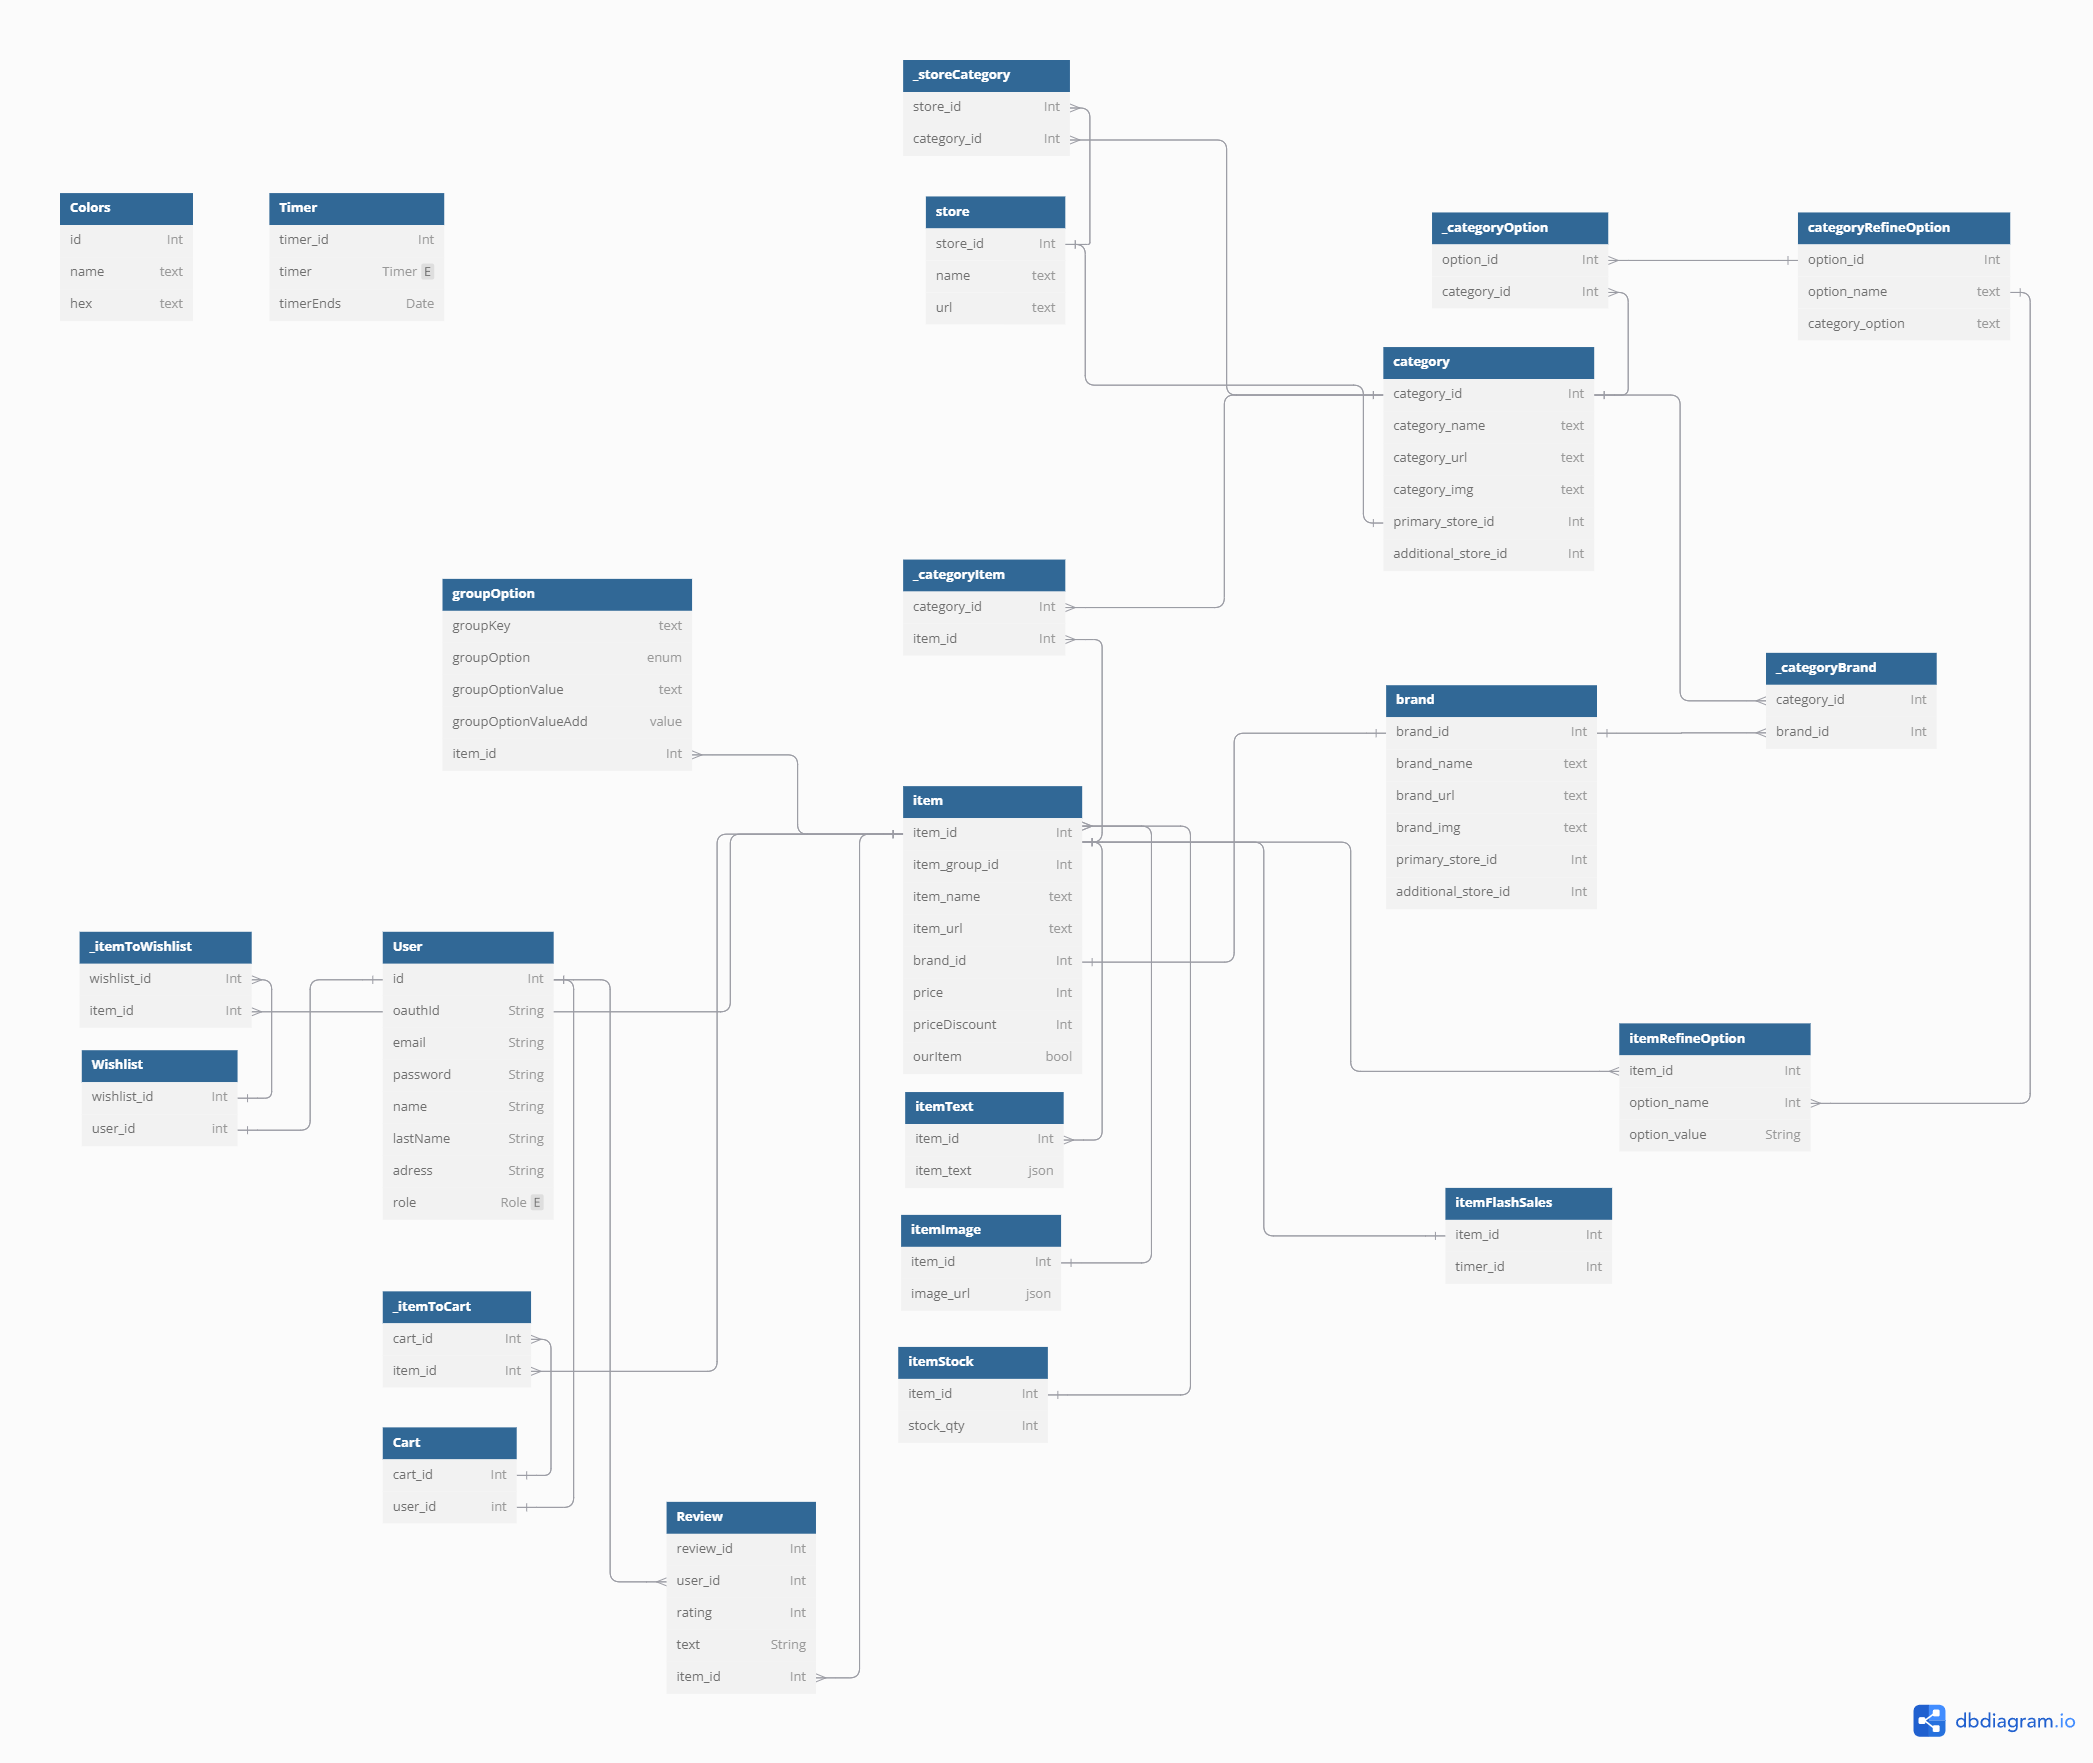 _storeCategory
store_id Int
category_id Int
Colors
id Int
name text
hex text
Timer
timer_id Int
timer Timer E
timerEnds Date
store
store_id Int
name text
url text
_categoryOption
option_id Int
category_id Int
categoryRefineOption
option_id Int
option_name text
category_option text
category
category_id Int
category_name text
category_url text
category_img text
primary_store_id Int
additional_store_id Int
_categoryItem
category_id Int
item_id Int
groupOption
groupKey text
groupOption enum
groupOptionValue text
groupOptionValueAdd value
item_id Int
_categoryBrand
category_id Int
brand_id Int
brand
brand_id Int
brand_name text
brand_url text
brand_img text
primary_store_id Int
additional_store_id Int
item
item_id Int
item_group_id Int
item_name text
item_url text
brand_id Int
price Int
priceDiscount Int
ourItem bool
_itemToWishlist
wishlist_id Int
item_id Int
User
id Int
oauthId String
email String
password String
name String
lastName String
adress String
role Role E
Wishlist
wishlist_id Int
user_id int
itemRefineOption
item_id Int
option_name Int
option_value String
itemText
item_id Int
item_text json
itemFlashSales
item_id Int
timer_id Int
itemImage
item_id Int
image_url json
_itemToCart
cart_id Int
item_id Int
itemStock
item_id Int
stock_qty Int
Cart
cart_id Int
user_id int
Review
review_id Int
user_id Int
rating Int
text String
item_id Int
dbdiagram.io